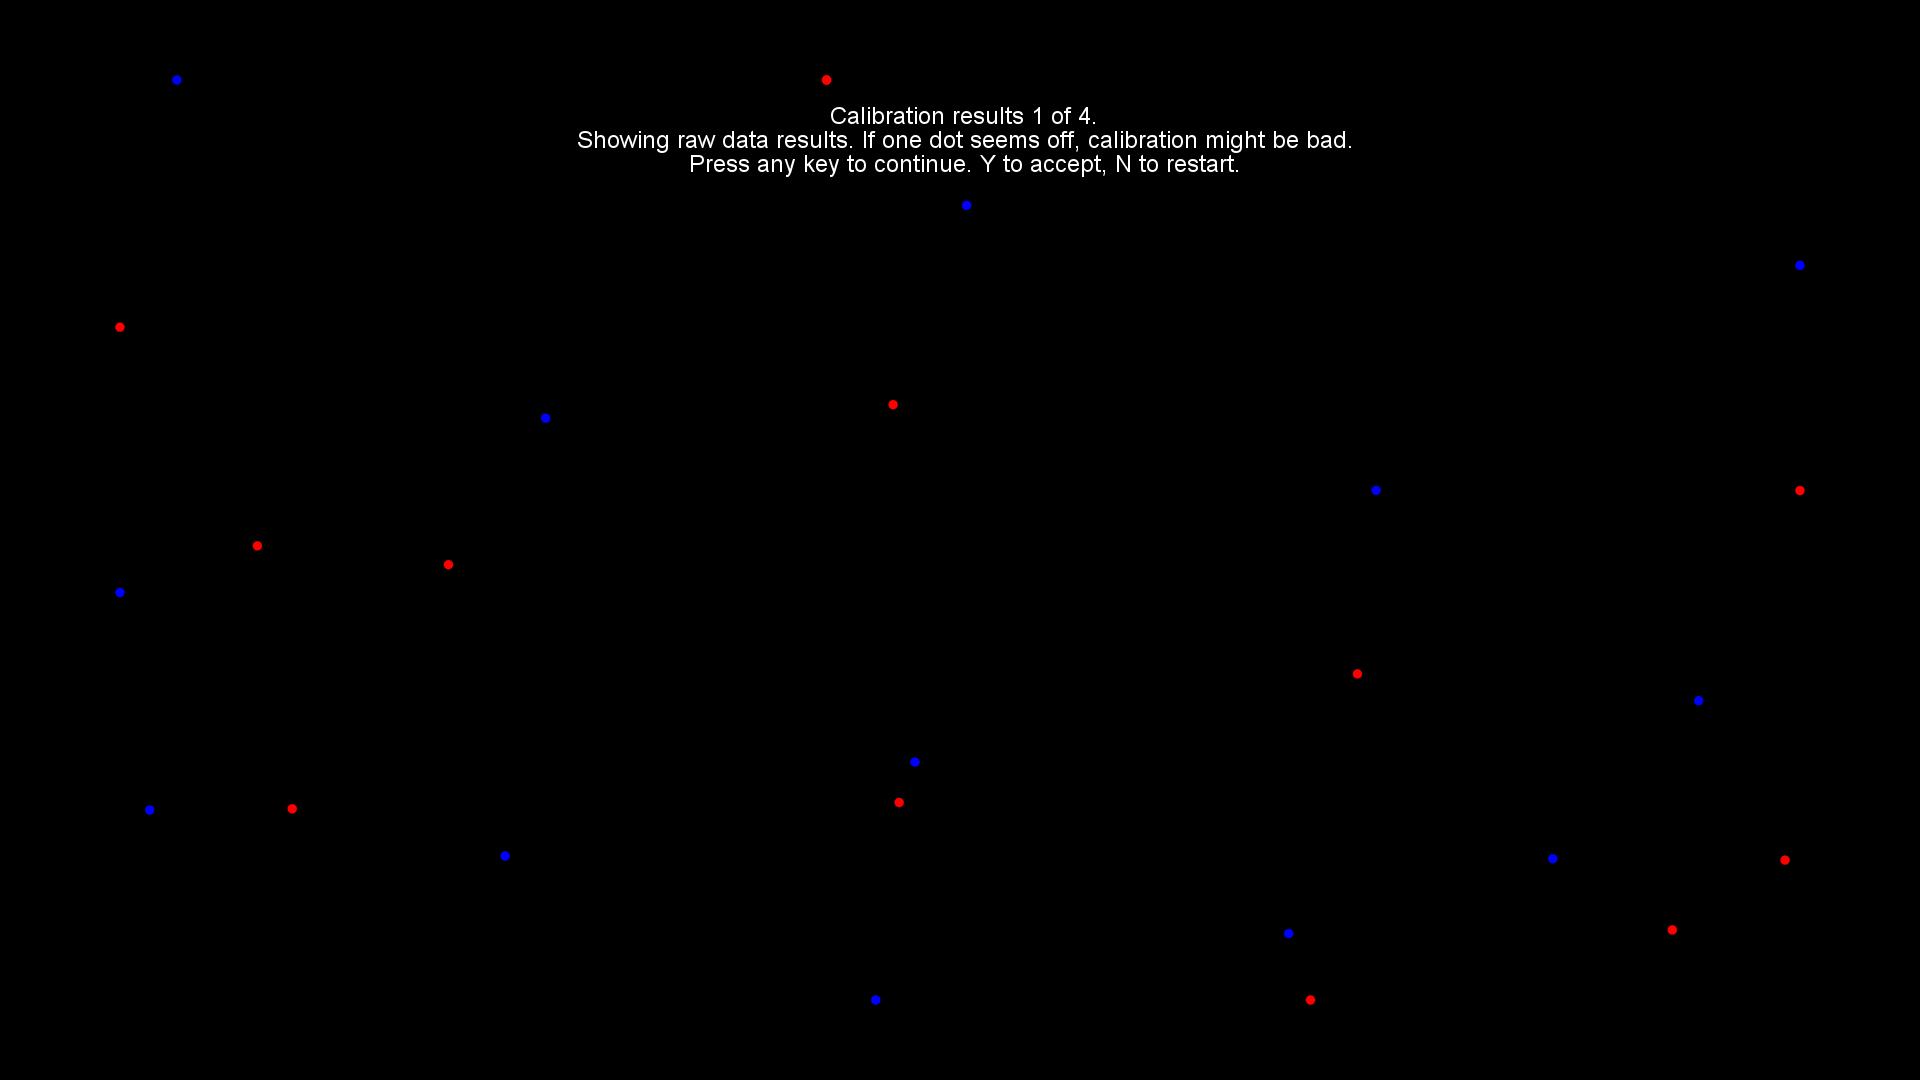 Calibration results 1 of 4.
Showing raw data results. If one dot seems off, calibration might be bad.
Press any key to continue. Y to accept, N to restart.